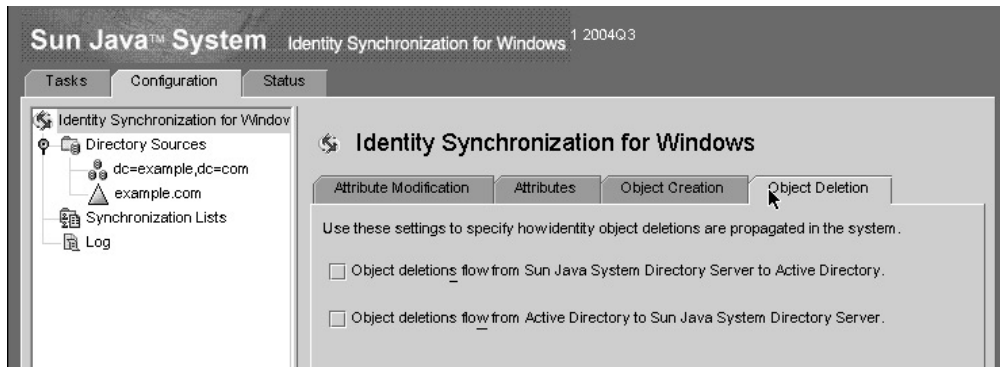 Sun Java™ System Identity Synchronization for Windows 1 2004Q3
Tasks Configuration Status
Identity Synchronization for Windov
Directory Sources
dc=example,dc=com
example.com
Synchronization Lists
Log
Identity Synchronization for Windows
Attribute Modification Attributes Object Creation Object Deletion
Use these settings to specify how identity object deletions are propagated in the system.
Object deletions flow from Sun Java System Directory Server to Active Directory.
Object deletions flow from Active Directory to Sun Java System Directory Server.